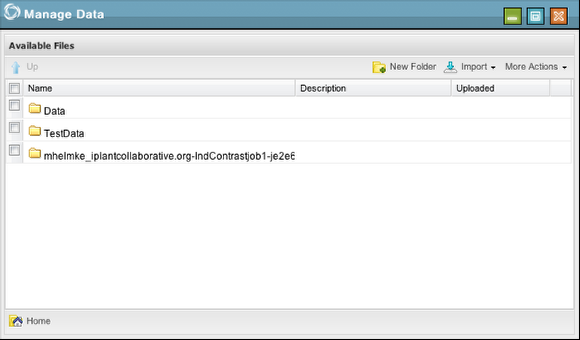 Manage Data
Available Files
Up New Folder Import More Actions
Name Description Uploaded
Data
TestData
mhelmke_iplantcollaborative.org-IndContrastjob1-je2e6
Home